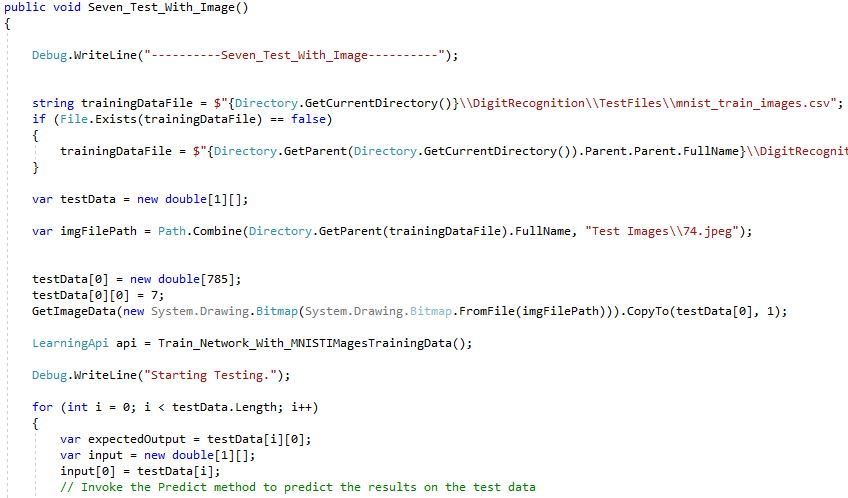 public void Seven_Test_With_Image()
{
Debug.WriteLine("----------Seven_Test_With_Image----------");
string trainingDataFile = $"{Directory.GetCurrentDirectory()}\\DigitRecognition\\TestFiles\\mnist_train_images.csv";
if (File.Exists(trainingDataFile) == false)
{
trainingDataFile = $"{Directory.GetParent(Directory.GetCurrentDirectory()).Parent.Parent.FullName}\\DigitRecognit
}
var testData = new double[1][];
var imgFilePath = Path.Combine(Directory.GetParent(trainingDataFile).FullName, "Test Images\\74.jpeg");
testData[0] = new double[785];
testData[0][0] = 7;
GetImageData(new System.Drawing.Bitmap(System.Drawing.Bitmap.FromFile(imgFilePath))).CopyTo(testData[0], 1);
LearningApi api = Train_Network_With_MNISTIMagesTrainingData();
Debug.WriteLine("Starting Testing.");
for (int i = 0; i < testData.Length; i++)
{
var expectedOutput = testData[i][0];
var input = new double[1][];
input[0] = testData[i];
// Invoke the Predict method to predict the results on the test data